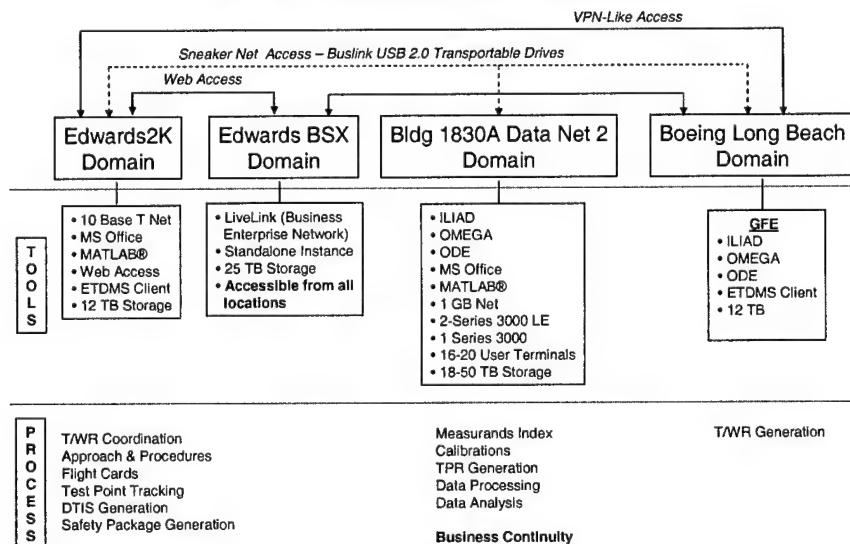 VPN-Like Access
Sneaker Net Access – Buslink USB 2.0 Transportable Drives
Web Access
Edwards2K
Domain
Edwards BSX
Domain
Bldg 1830A Data Net 2
Domain
Boeing Long Beach
Domain
TOOLS
• 10 Base T Net
• MS Office
• MATLAB®
• Web Access
• ETDMS Client
• 12 TB Storage
• LiveLink (Business
Enterprise Network)
• Standalone Instance
• 25 TB Storage
• Accessible from all
locations
• ILIAD
• OMEGA
• ODE
• MS Office
• MATLAB®
• 1 GB Net
• 2-Series 3000 LE
• 1 Series 3000
• 16-20 User Terminals
• 18-50 TB Storage
GFE
• ILIAD
• OMEGA
• ODE
• ETDMS Client
• 12 TB
PROCESS
T/WR Coordination
Approach & Procedures
Flight Cards
Test Point Tracking
DTIS Generation
Safety Package Generation
Measurands Index
Calibrations
TPR Generation
Data Processing
Data Analysis
Business Continuity
T/WR Generation